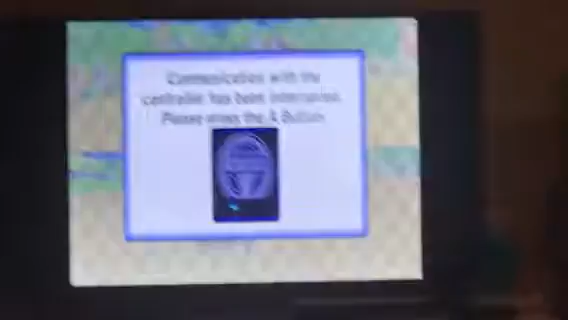 Communication with the
controller has been interrupted.
Please press the A Button